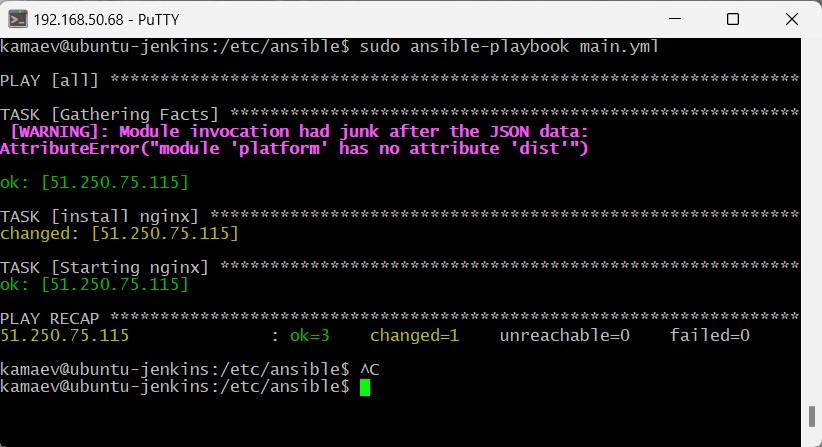 192.168.50.68 - PuTTY
kamaev@ubuntu-jenkins:/etc/ansible$ sudo ansible-playbook main.yml
PLAY [all] *********************************************************************
TASK [Gathering Facts] *********************************************************
 [WARNING]: Module invocation had junk after the JSON data:
AttributeError("module 'platform' has no attribute 'dist'")
ok: [51.250.75.115]
TASK [install nginx] ***********************************************************
changed: [51.250.75.115]
TASK [Starting nginx] **********************************************************
ok: [51.250.75.115]
PLAY RECAP *********************************************************************
51.250.75.115              : ok=3    changed=1    unreachable=0    failed=0
kamaev@ubuntu-jenkins:/etc/ansible$ ^C
kamaev@ubuntu-jenkins:/etc/ansible$